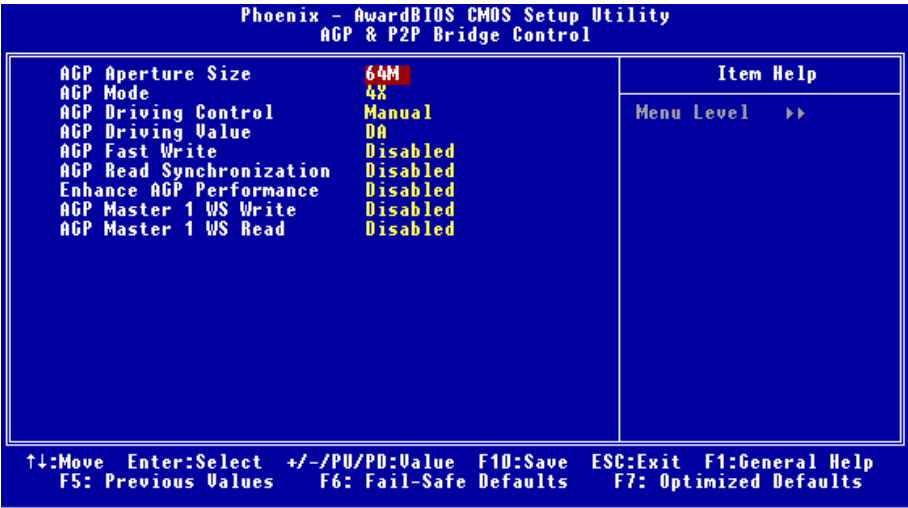 Phoenix - AwardBIOS CMOS Setup Utility
AGP & P2P Bridge Control
AGP Aperture Size 64M
AGP Mode 4X
AGP Driving Control Manual
AGP Driving Value DA
AGP Fast Write Disabled
AGP Read Synchronization Disabled
Enhance AGP Performance Disabled
AGP Master 1 WS Write Disabled
AGP Master 1 WS Read Disabled
Item Help
Menu Level ▸▸
↑↓:Move Enter:Select +/-/PU/PD:Value F10:Save ESC:Exit F1:General Help
F5: Previous Values F6: Fail-Safe Defaults F7: Optimized Defaults